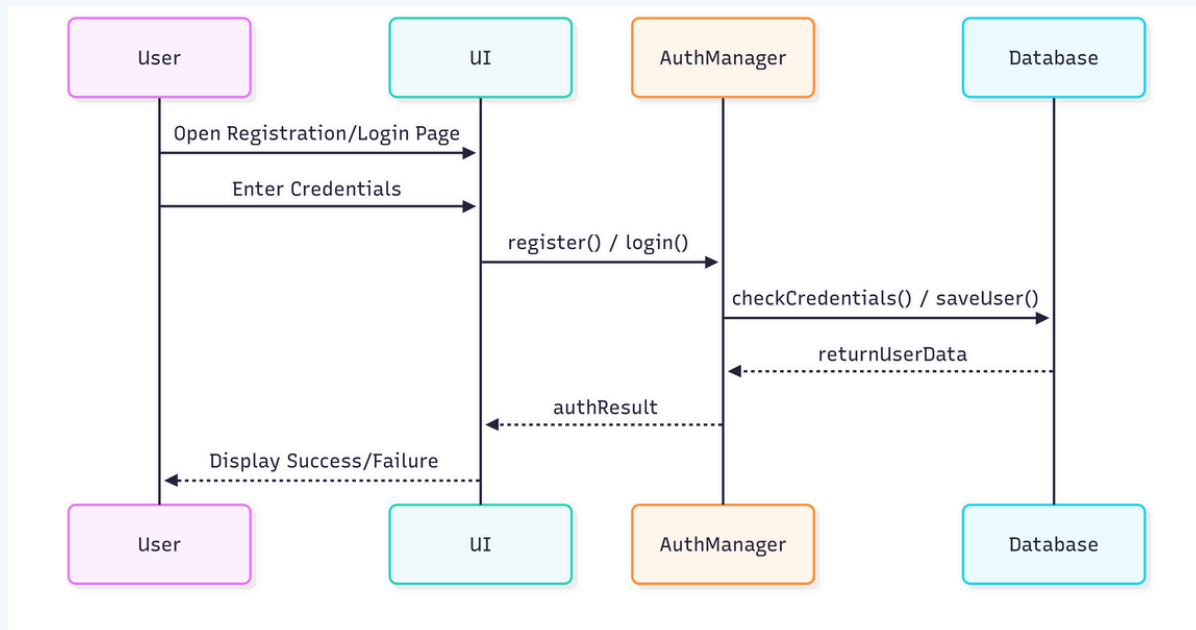 User
UI
AuthManager
Database
Open Registration/Login Page
Enter Credentials
register() / login()
checkCredentials() / saveUser()
returnUserData
authResult
Display Success/Failure
User
UI
AuthManager
Database